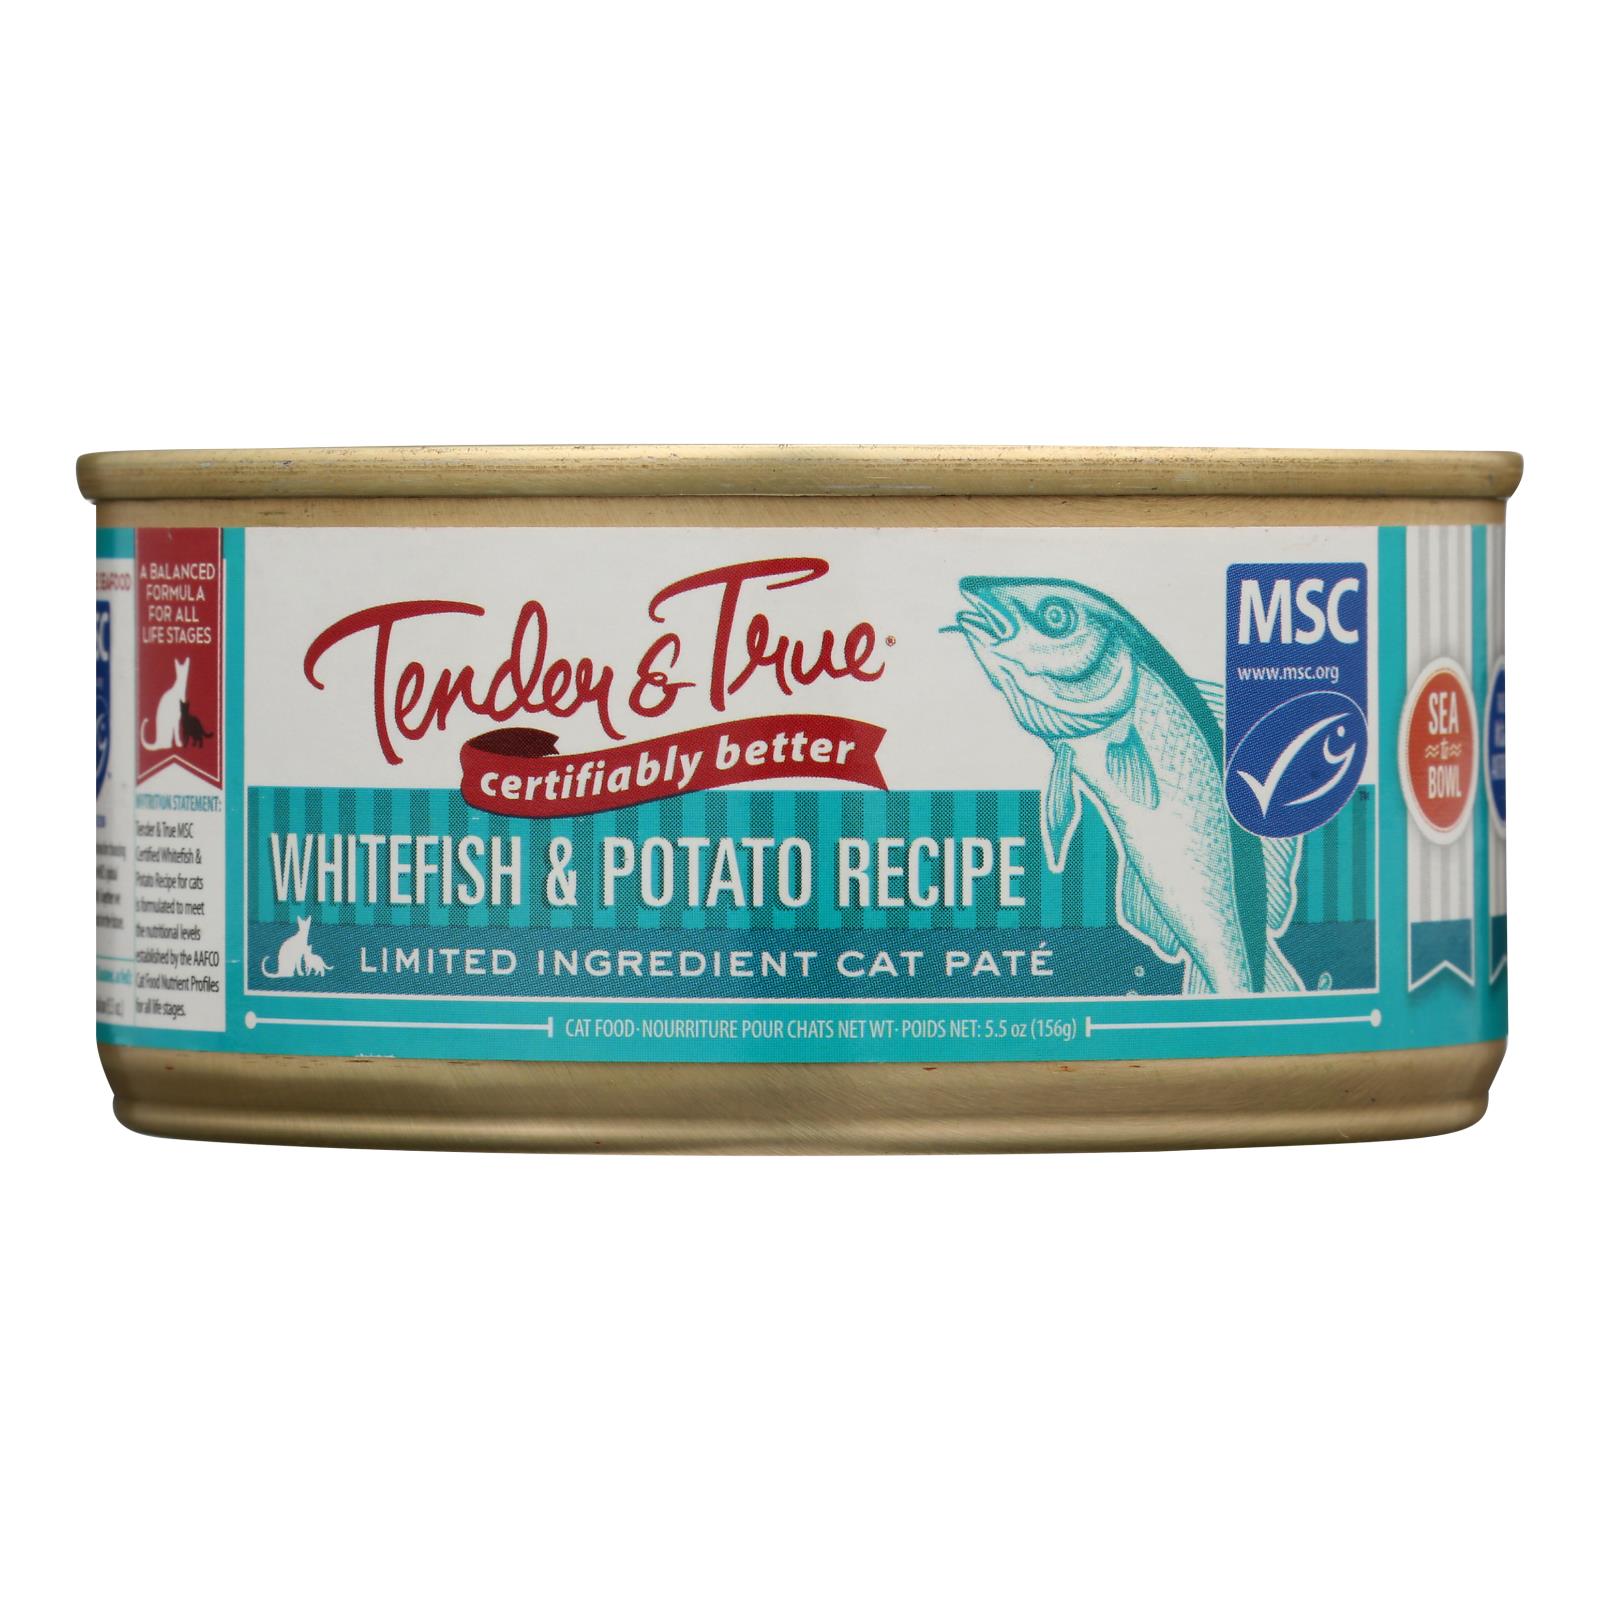 Tender & True®
certifiably better
WHITEFISH & POTATO RECIPE
LIMITED INGREDIENT CAT PATÉ
CAT FOOD·NOURRITURE POUR CHATS NET WT· POIDS NET: 5.5 oz (156g)
MSC
www.msc.org
TM
SEA
to
BOWL
A BALANCED
FORMULA
FOR ALL
LIFE STAGES
NUTRITION STATEMENT:
Tender & True MSC
Certified Whitefish &
Potato Recipe for cats
is formulated to meet
the nutritional levels
established by the AAFCO
Cat Food Nutrient Profiles
for all life stages.
SEAFOOD